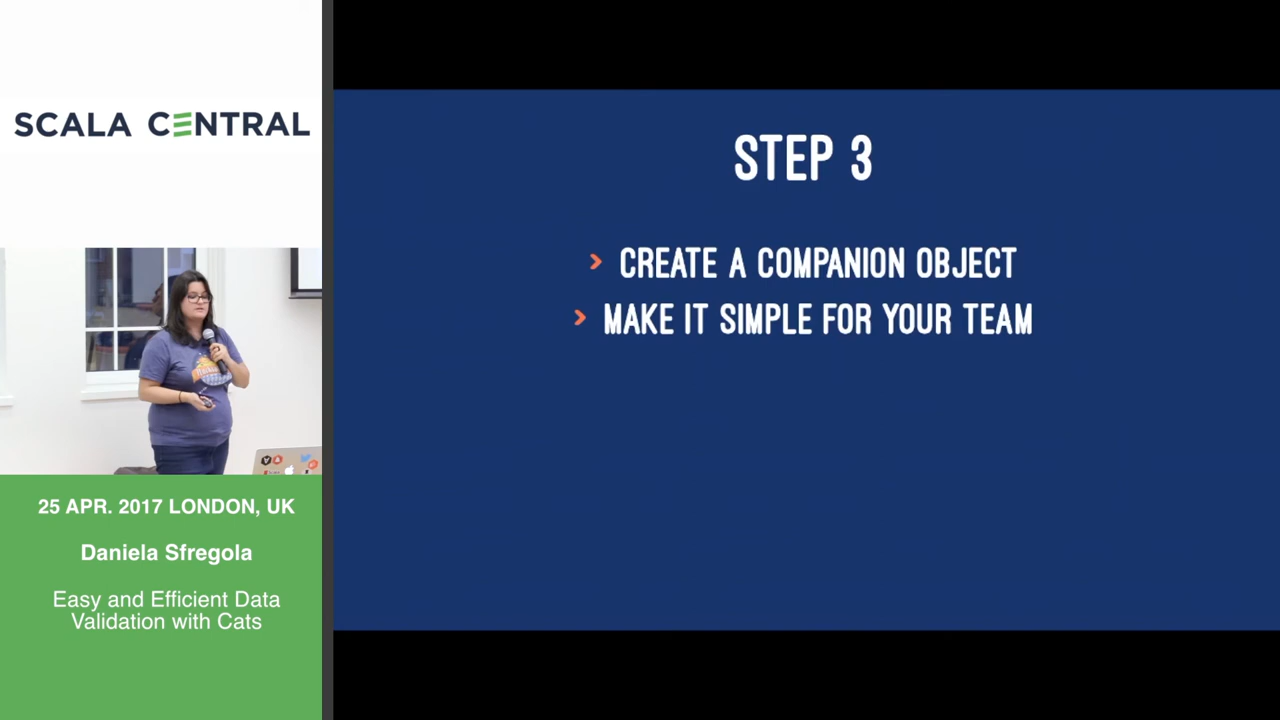 SCALA CENTRAL
25 APR. 2017 LONDON, UK
Daniela Sfregola
Easy and Efficient Data
Validation with Cats
STEP 3
CREATE A COMPANION OBJECT
MAKE IT SIMPLE FOR YOUR TEAM